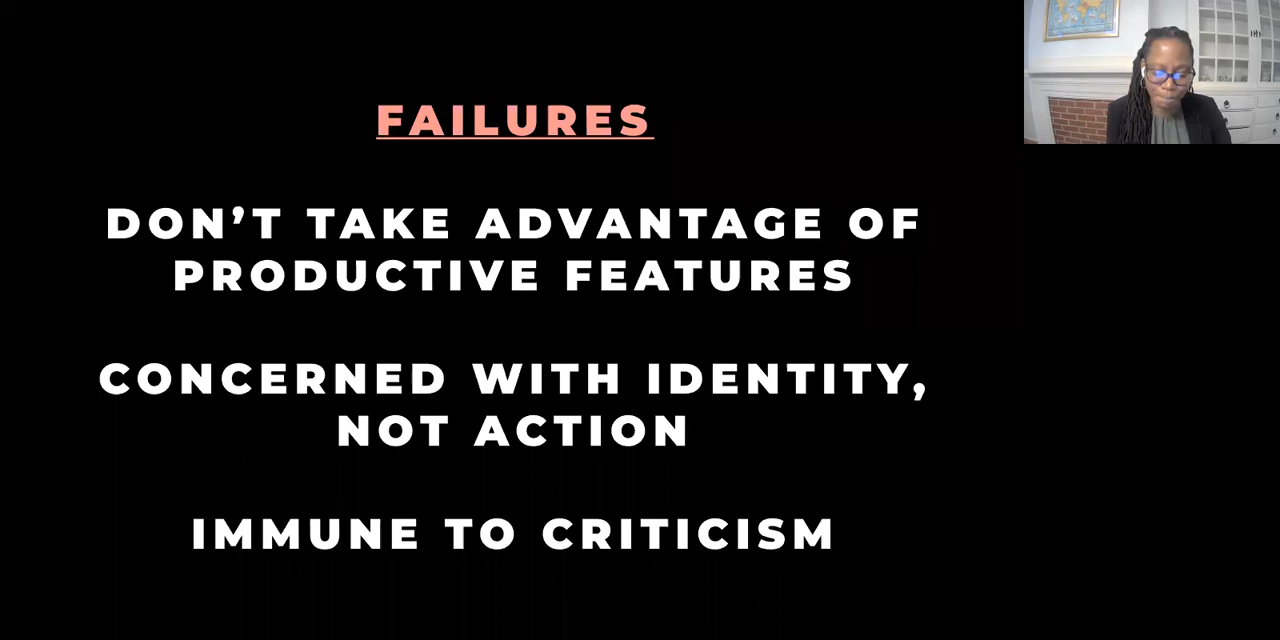 FAILURES
DON’T TAKE ADVANTAGE OF
PRODUCTIVE FEATURES
CONCERNED WITH IDENTITY,
NOT ACTION
IMMUNE TO CRITICISM